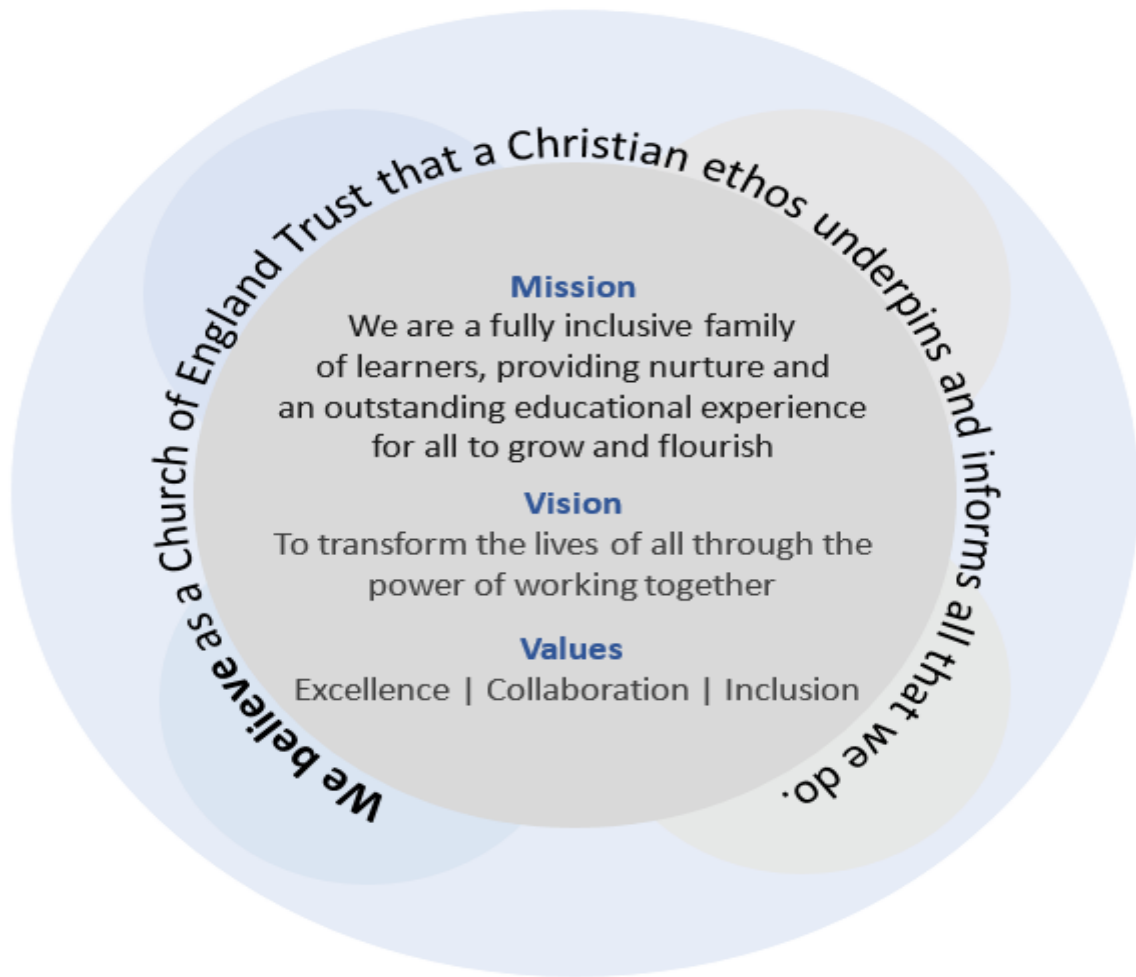 We believe as a Church of England Trust that a Christian ethos underpins and informs all that we do.
Mission
We are a fully inclusive family
of learners, providing nurture and
an outstanding educational experience
for all to grow and flourish
Vision
To transform the lives of all through the
power of working together
Values
Excellence | Collaboration | Inclusion